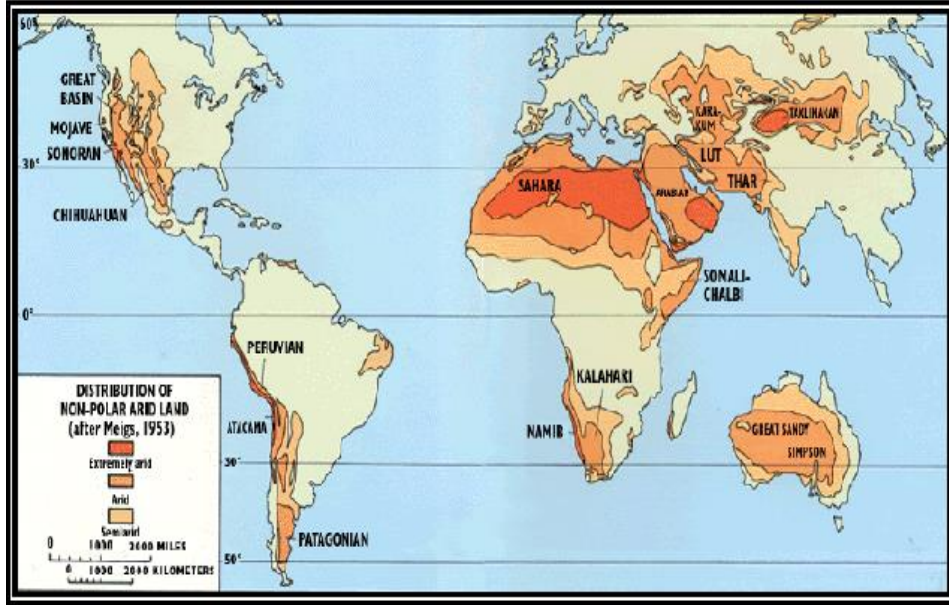 50°
GREAT
BASIN
MOJAVE
SONORAN
30°
CHIHUAHUAN
KARA-
KUM
TAKLIMAKAN
LUT
THAR
SAHARA
ARABIAN
SOMALI-
CHALBI
0°
PERUVIAN
KALAHARI
ATACAMA
NAMIB
GREAT SANDY
SIMPSON
30°
PATAGONIAN
50°
DISTRIBUTION OF
NON-POLAR ARID LAND
(after Meigs, 1953)
Extremely arid
Arid
Semiarid
0 1000 2000 MILES
0 1000 2000 KILOMETERS